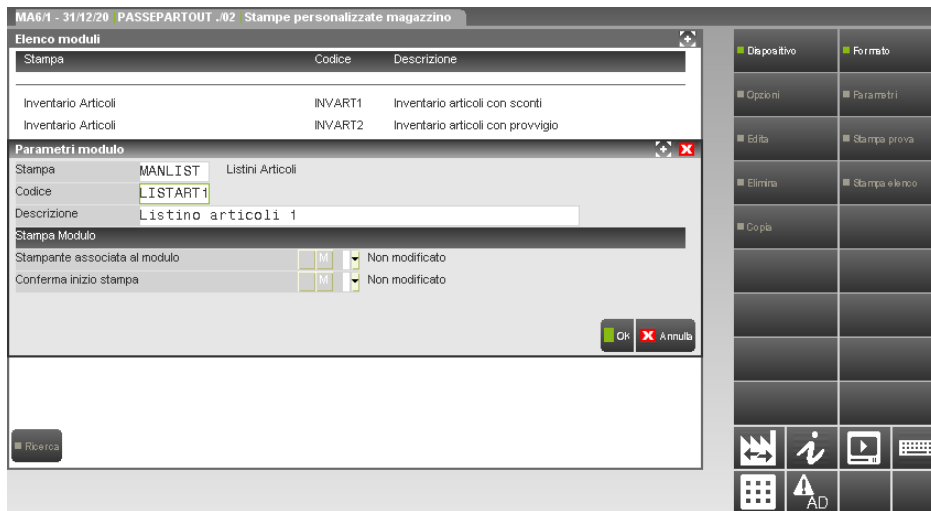 MA6/1 - 31/12/20 PASSEPARTOUT ./02 Stampe personalizzate magazzino
Elenco moduli
Stampa Codice Descrizione
Inventario Articoli INVART1 Inventario articoli con sconti
Inventario Articoli INVART2 Inventario articoli con provvigio
Parametri modulo
Stampa MANLIST Listini Articoli
Codice LISTART1
Descrizione Listino articoli 1
Stampa Modulo
Stampante associata al modulo M Non modificato
Conferma inizio stampa M Non modificato
Ok Annulla
Ricerca
Dispositivo Formato
Opzioni Parametri
Edita Stampa prova
Elimina Stampa elenco
Copia
i
AD